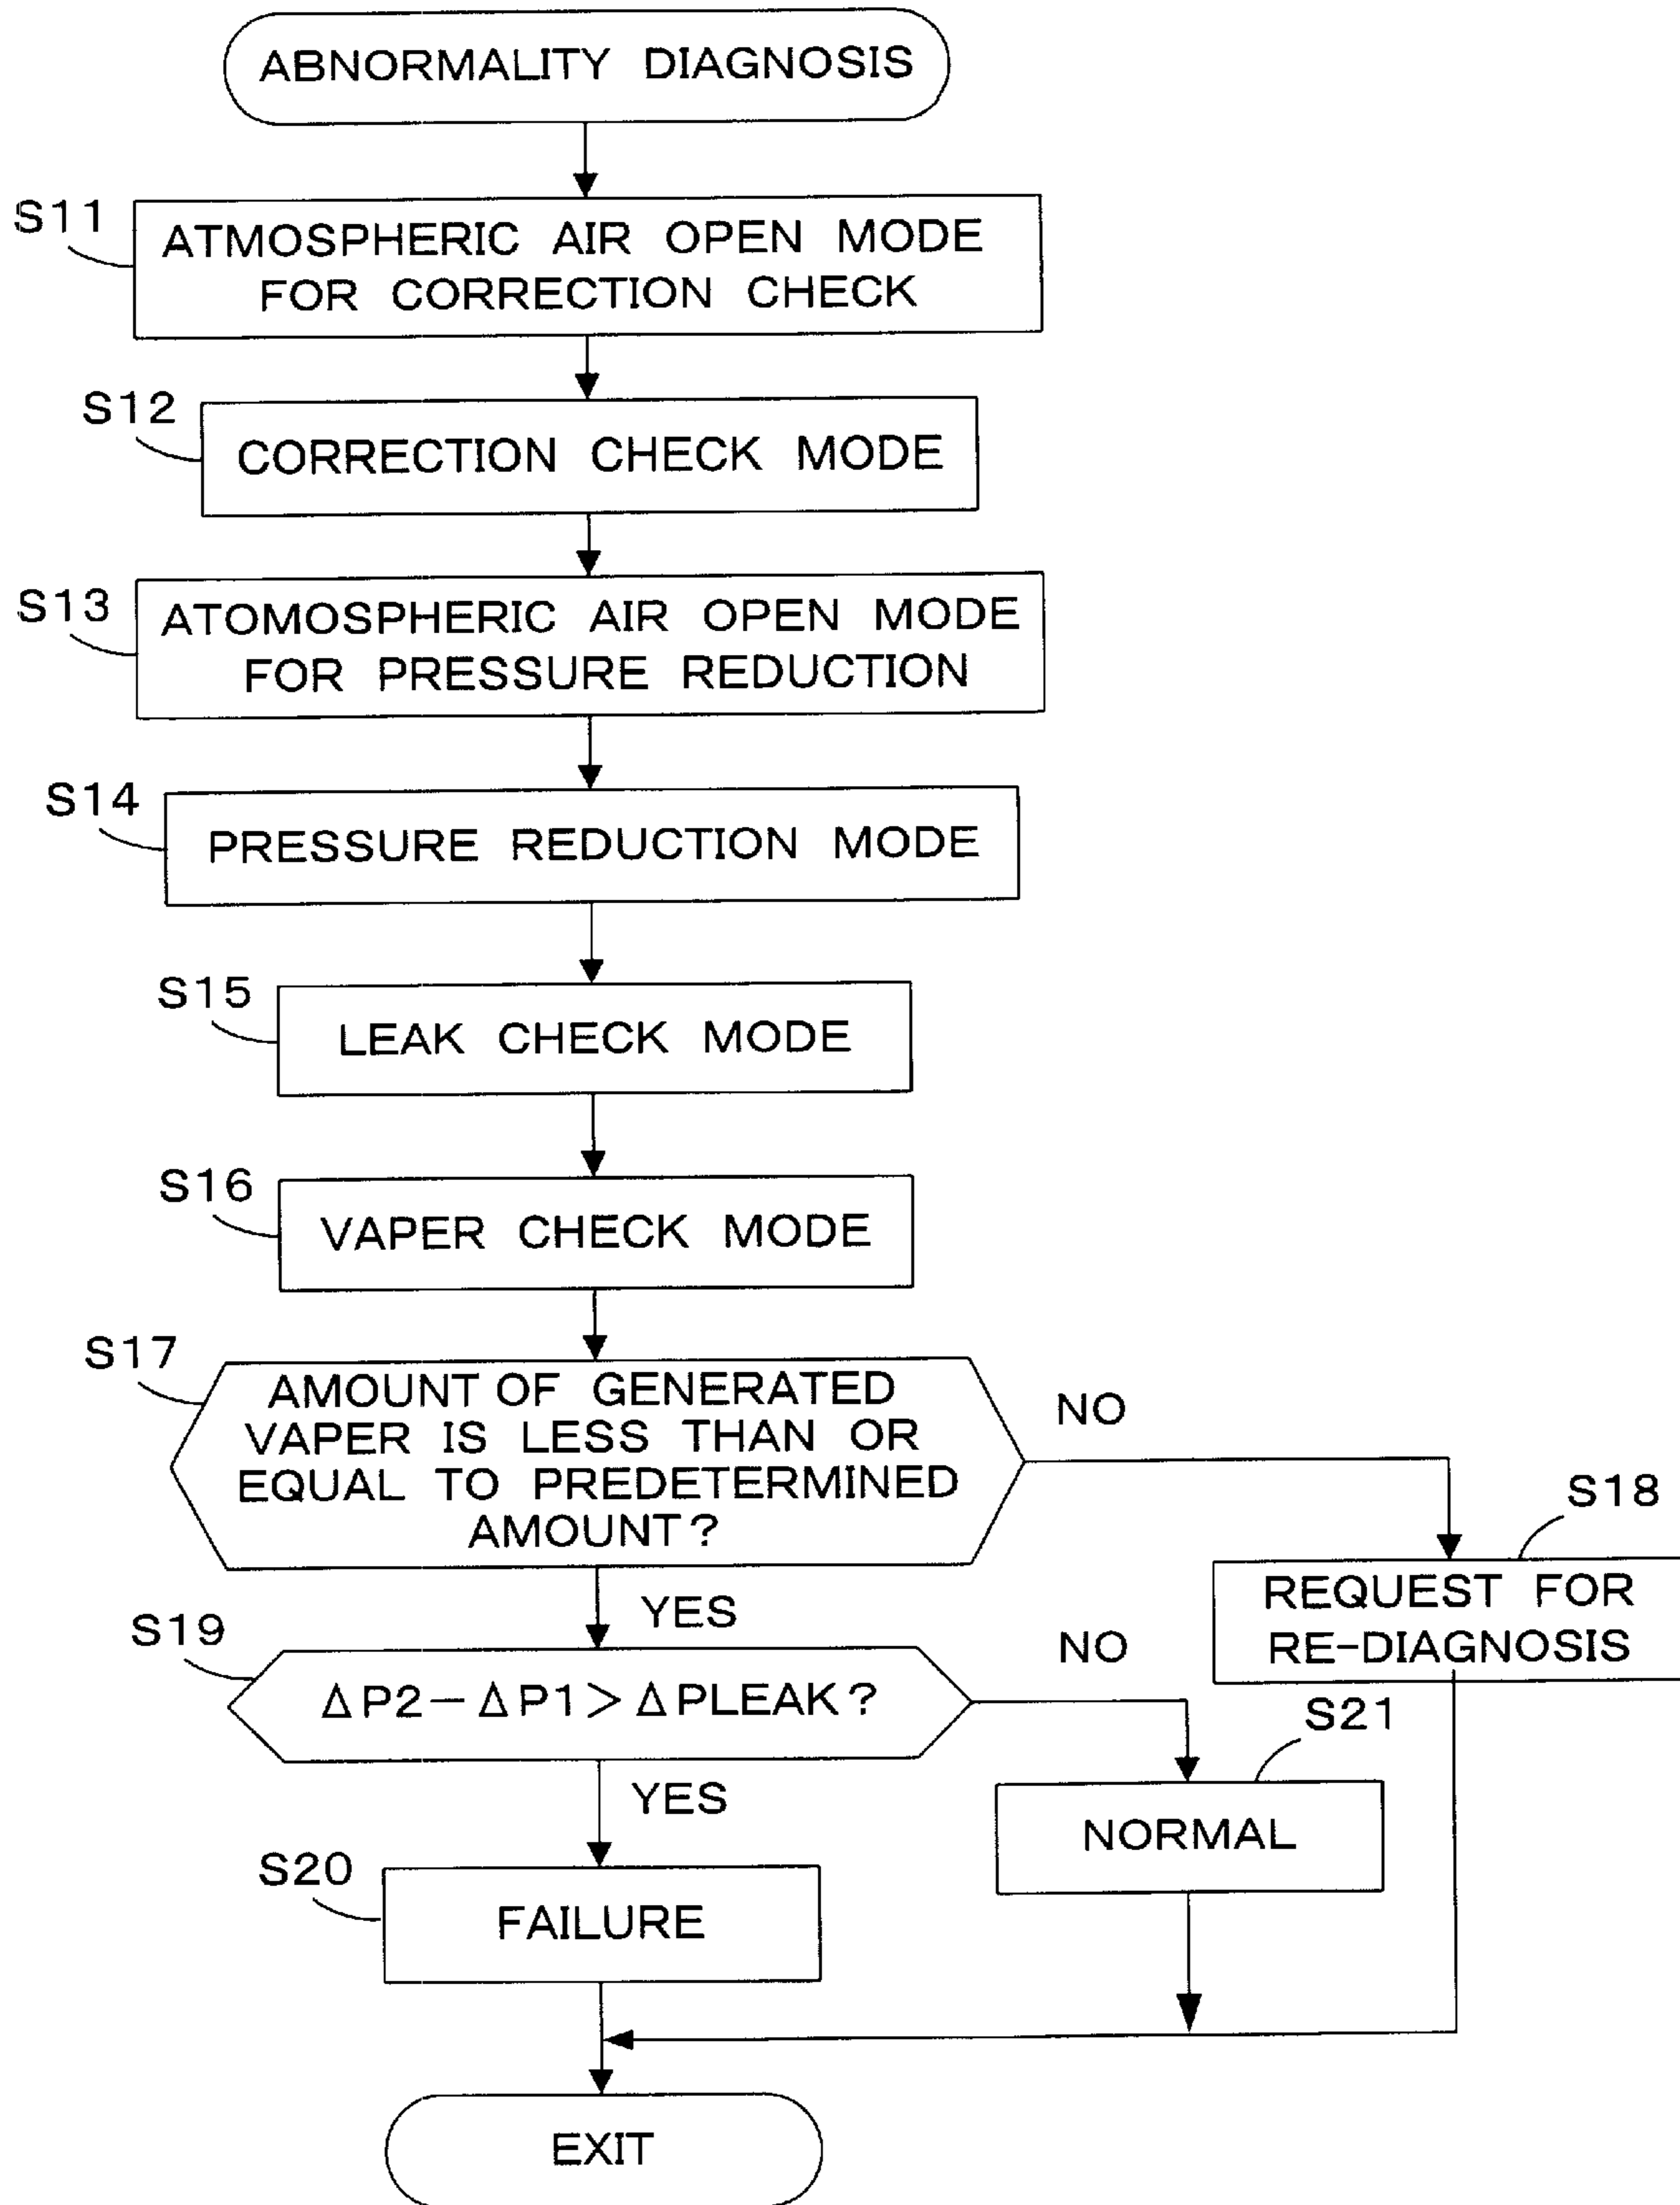 ABNORMALITY DIAGNOSIS
S11
ATMOSPHERIC AIR OPEN MODE
FOR CORRECTION CHECK
S12
CORRECTION CHECK MODE
S13
ATOMOSPHERIC AIR OPEN MODE
FOR PRESSURE REDUCTION
S14
PRESSURE REDUCTION MODE
S15
LEAK CHECK MODE
S16
VAPER CHECK MODE
S17
AMOUNT OF GENERATED
VAPER IS LESS THAN OR
EQUAL TO PREDETERMINED
AMOUNT?
NO
S18
REQUEST FOR
RE-DIAGNOSIS
YES
S19
ΔP2-ΔP1>ΔPLEAK?
NO
S21
NORMAL
YES
S20
FAILURE
EXIT